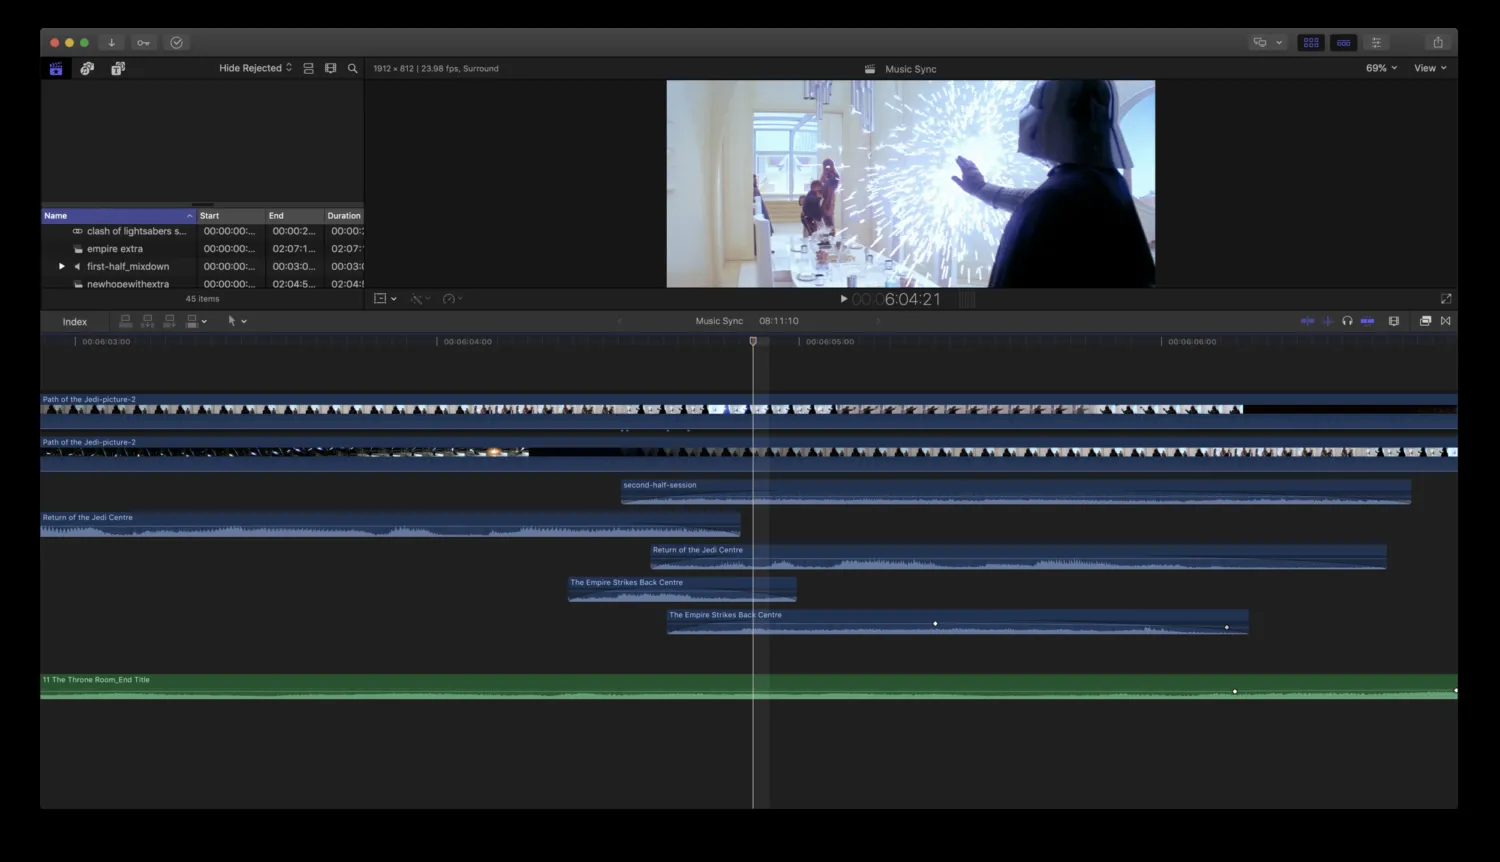 Hide Rejected
1912 × 812 | 23.98 fps, Surround
Music Sync
69%
View
Name Start End Duration
clash of lightsabers s... 00:00:00:... 00:00:2... 00:00:
empire extra 00:00:00:... 02:07:1... 02:07:
first-half_mixdown 00:00:00:... 00:03:0... 00:03:
newhopewithextra 00:00:00:... 02:04:5... 02:04:
45 items
00:06:04:21
Index
Music Sync 08:11:10
00:06:03:00 00:06:04:00 00:06:05:00 00:06:06:00
Path of the Jedi-picture-2
Path of the Jedi-picture-2
second-half-session
Return of the Jedi Centre
Return of the Jedi Centre
The Empire Strikes Back Centre
The Empire Strikes Back Centre
11 The Throne Room_End Title